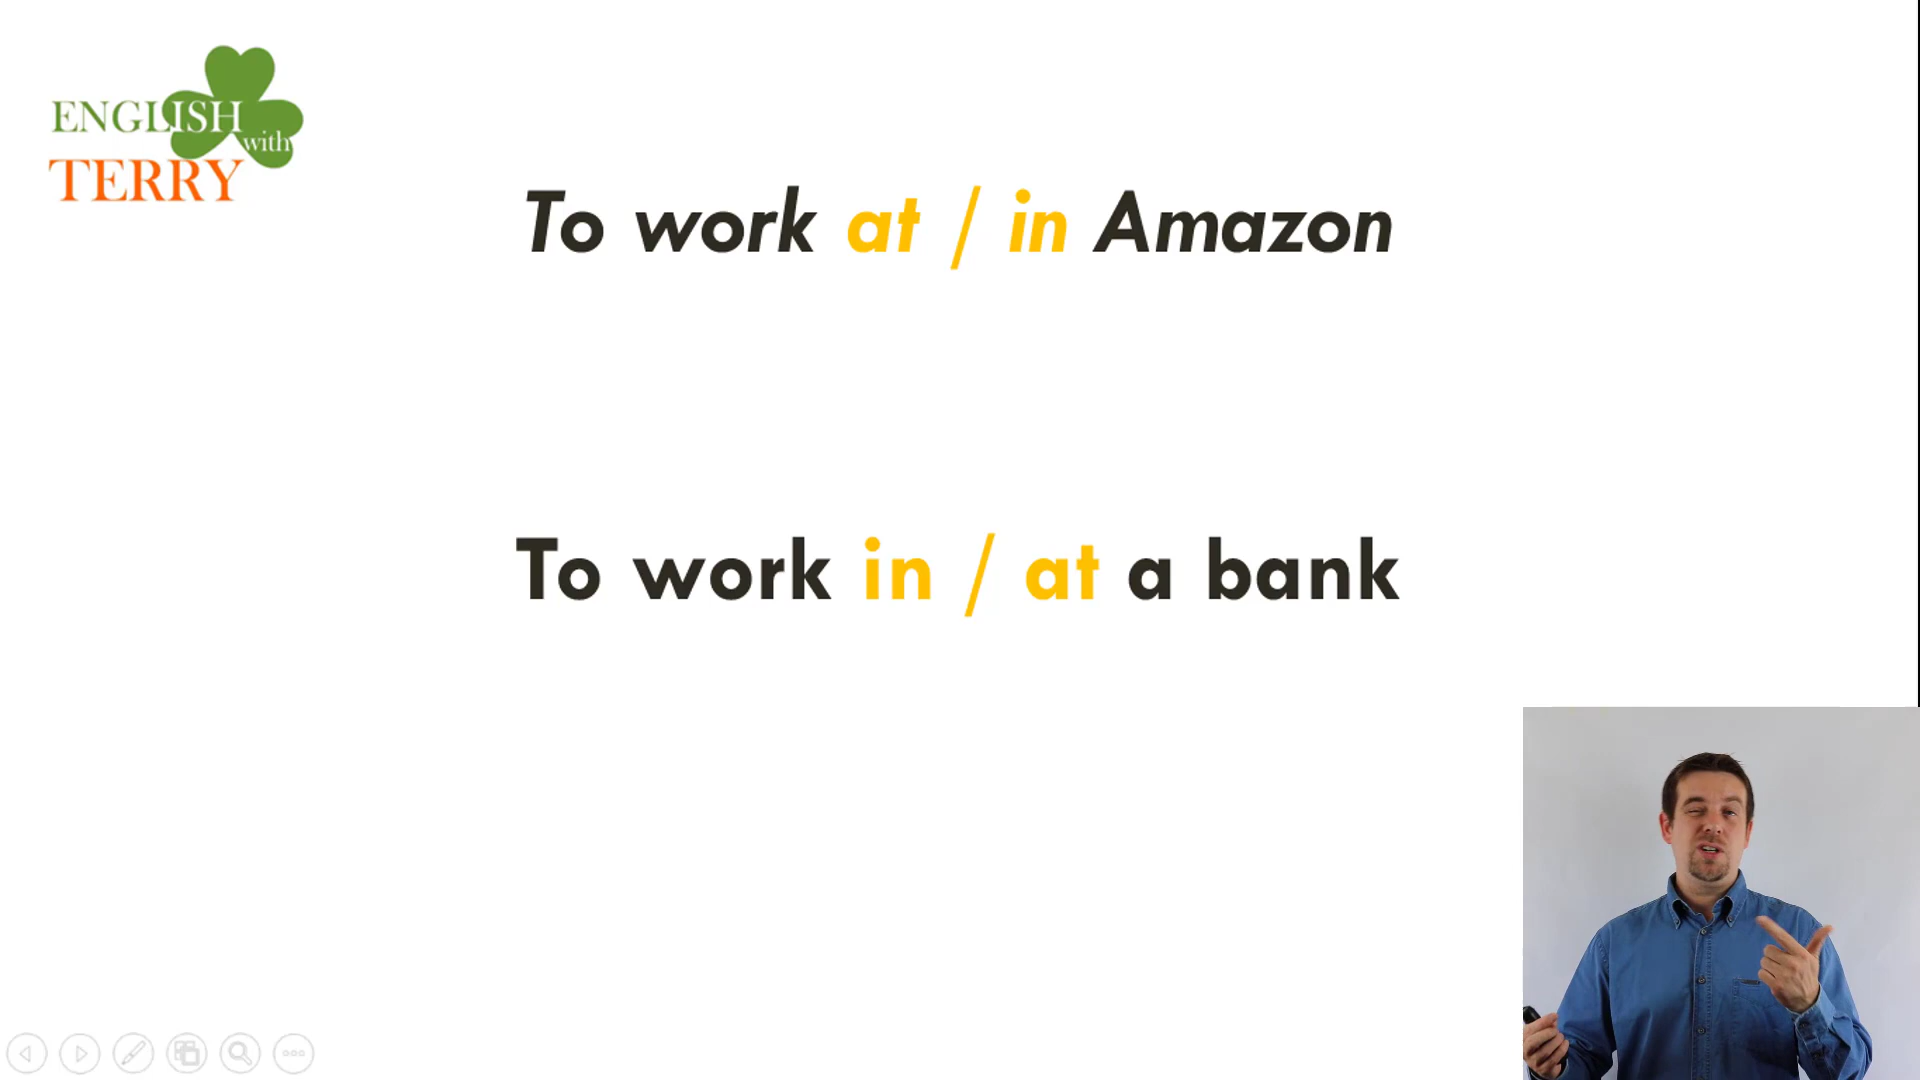 ENGLISH
with
TERRY
To work at / in Amazon
To work in / at a bank